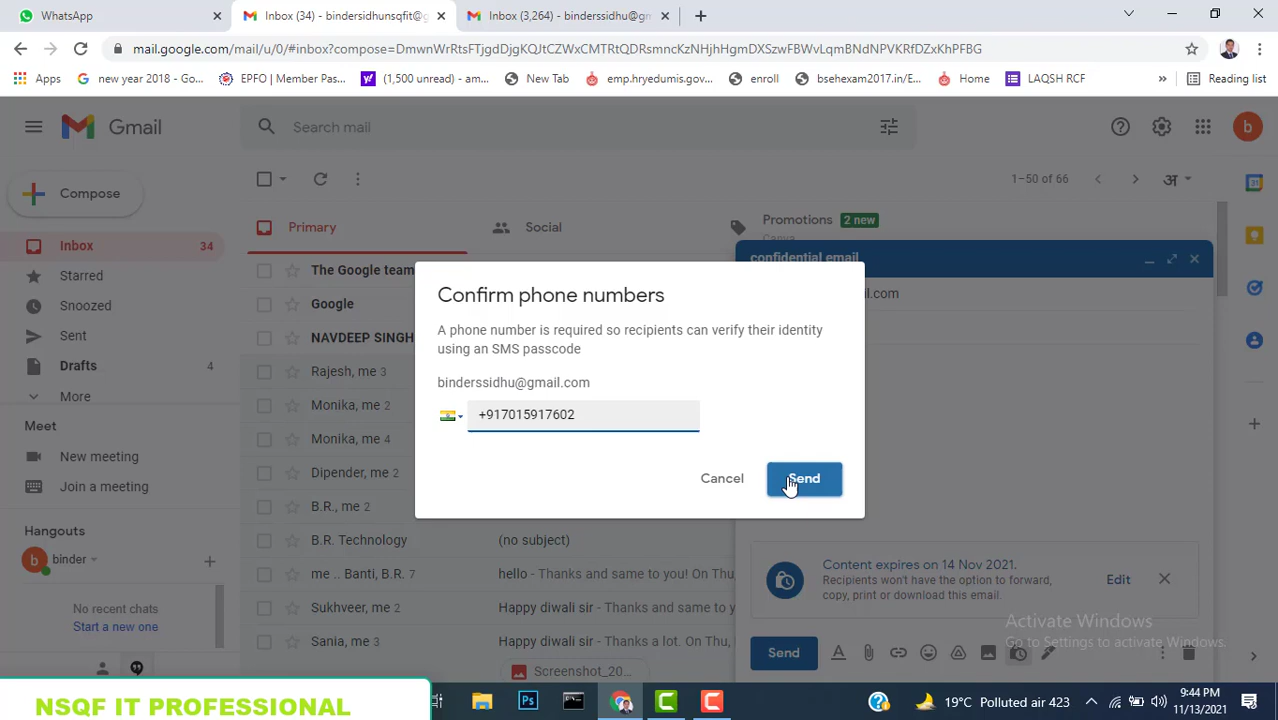 WhatsApp
Inbox (34) - bindersidhunsqfit@g
Inbox (3,264) - binderssidhu@gm
mail.google.com/mail/u/0/#inbox?compose=DmwnWrRtsFTjgdDjgKQJtCZWxCMTRtQDRsmncKzNHjhHgmDXSzwFBWvLqmBNdNPVKRfDZxKhPFBG
Apps
new year 2018 - Go...
EPFO | Member Pas...
(1,500 unread) - am...
New Tab
emp.hryedumis.gov...
enroll
bsehexam2017.in/E...
Home
LAQSH RCF
»
Reading list
Gmail
Search mail
b
Compose
1–50 of 66
अ
Inbox 34
Starred
Snoozed
Sent
Drafts 4
More
Meet
New meeting
Join a meeting
Hangouts
b binder
No recent chats
Start a new one
Primary
Social
Promotions 2 new
Canva
The Google team
Google
NAVDEEP SINGH
Rajesh, me 3
Monika, me 2
Monika, me 4
Dipender, me 2
B.R., me 2
B.R. Technology (no subject)
me .. Banti, B.R. 7 hello - Thanks and same to you! On Thu,
Sukhveer, me 2 Happy diwali sir - Thanks and same to y
Sania, me 3 Happy diwali sir - Thanks a lot. On Thu,
Screenshot_20...
confidential email
il.com
Confirm phone numbers
A phone number is required so recipients can verify their identity
using an SMS passcode
binderssidhu@gmail.com
+917015917602
Cancel
Send
Content expires on 14 Nov 2021.
Recipients won't have the option to forward,
copy, print or download this email.
Edit
Send
Activate Windows
Go to Settings to activate Windows.
NSQF IT PROFESSIONAL
Ps
19°C Polluted air 423
9:44 PM
11/13/2021